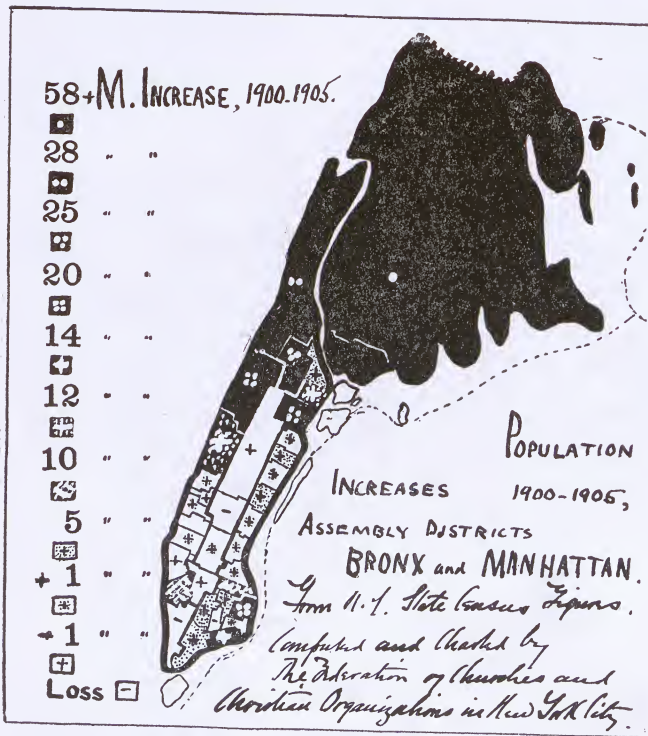 58+M. INCREASE, 1900-1905.
28 " "
25 " "
20 " "
14 " "
12 " "
10 " "
5 " "
+ 1 " "
- 1 " "
Loss
POPULATION
INCREASES 1900-1905,
ASSEMBLY DISTRICTS
BRONX and MANHATTAN.
From N.Y. State Census Figures.
Computed and Charted by
The Federation of Churches and
Christian Organizations in New York City.